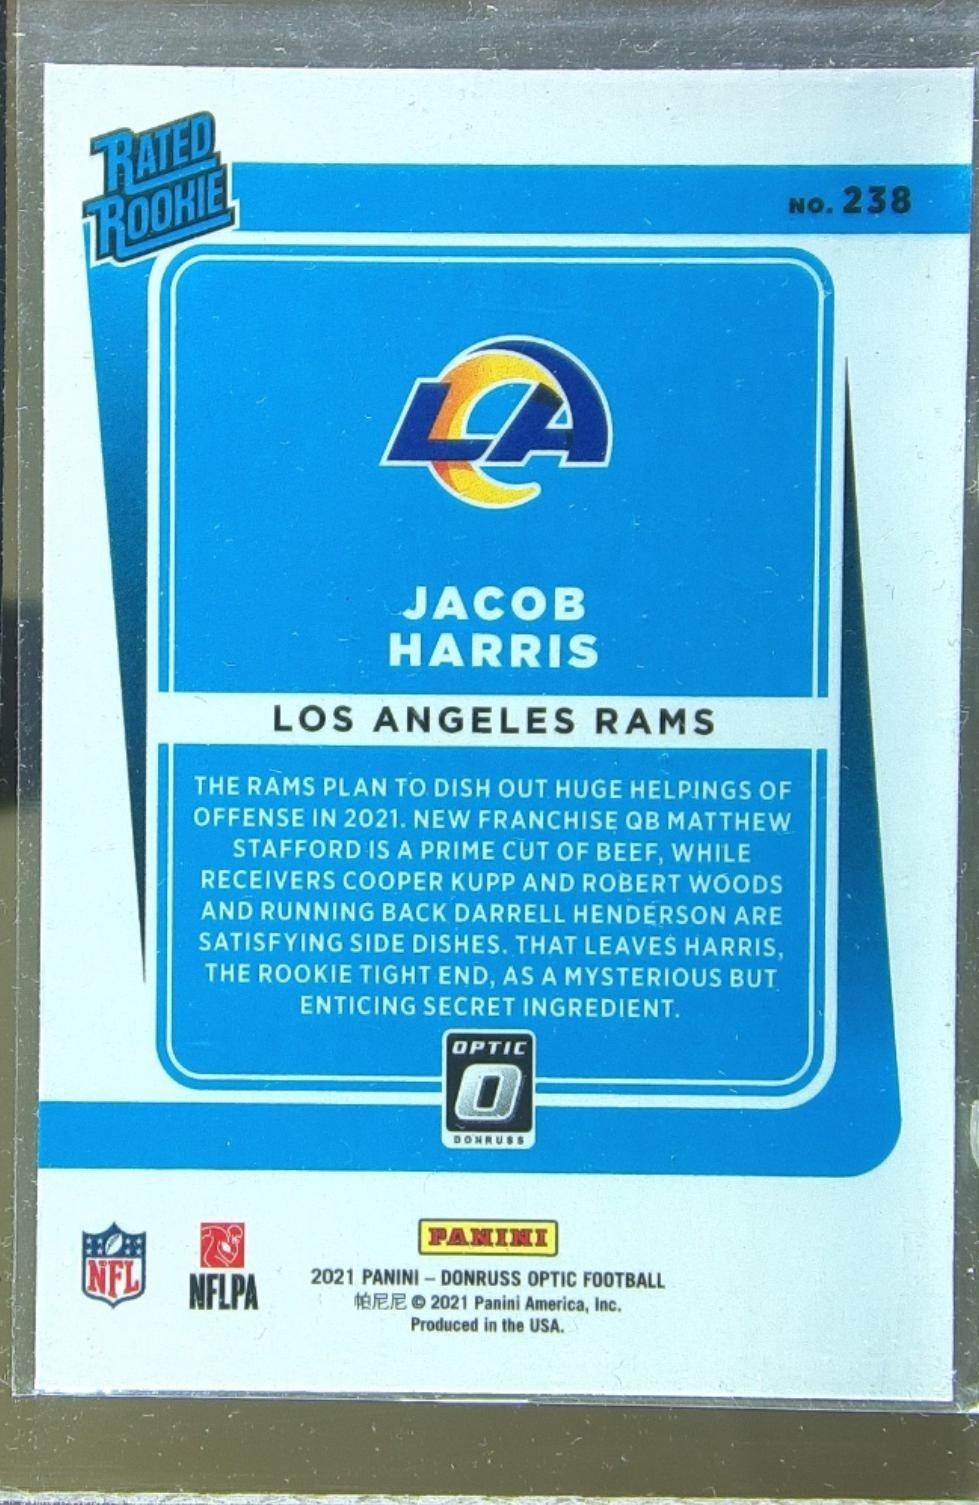 RATED
ROOKIE
NO. 238
LA
JACOB
HARRIS
LOS ANGELES RAMS
THE RAMS PLAN TO DISH OUT HUGE HELPINGS OF
OFFENSE IN 2021. NEW FRANCHISE QB MATTHEW
STAFFORD IS A PRIME CUT OF BEEF, WHILE
RECEIVERS COOPER KUPP AND ROBERT WOODS
AND RUNNING BACK DARRELL HENDERSON ARE
SATISFYING SIDE DISHES. THAT LEAVES HARRIS,
THE ROOKIE TIGHT END, AS A MYSTERIOUS BUT
ENTICING SECRET INGREDIENT.
OPTIC
O
DONRUSS
NFL
NFLPA
PANINI
2021 PANINI – DONRUSS OPTIC FOOTBALL
帕尼尼 © 2021 Panini America, Inc.
Produced in the USA.